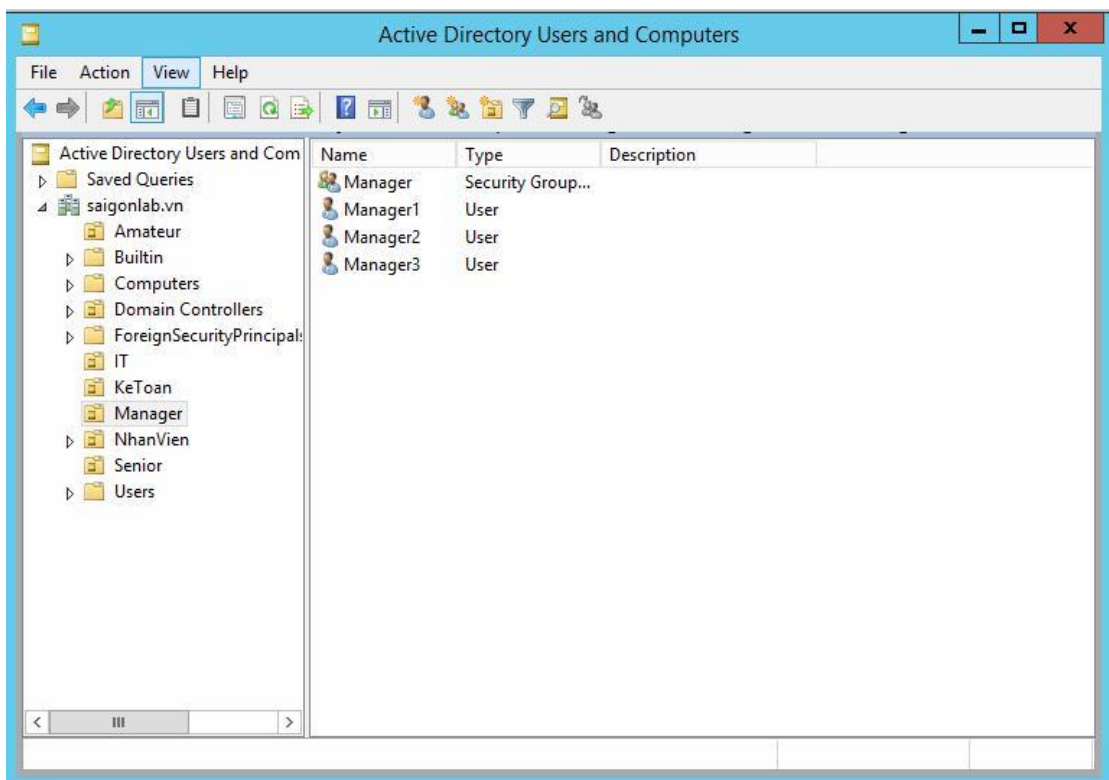 Active Directory Users and Computers
File Action View Help
Active Directory Users and Com
Saved Queries
saigonlab.vn
Amateur
Builtin
Computers
Domain Controllers
ForeignSecurityPrincipals
IT
KeToan
Manager
NhanVien
Senior
Users
Name Type Description
Manager Security Group...
Manager1 User
Manager2 User
Manager3 User